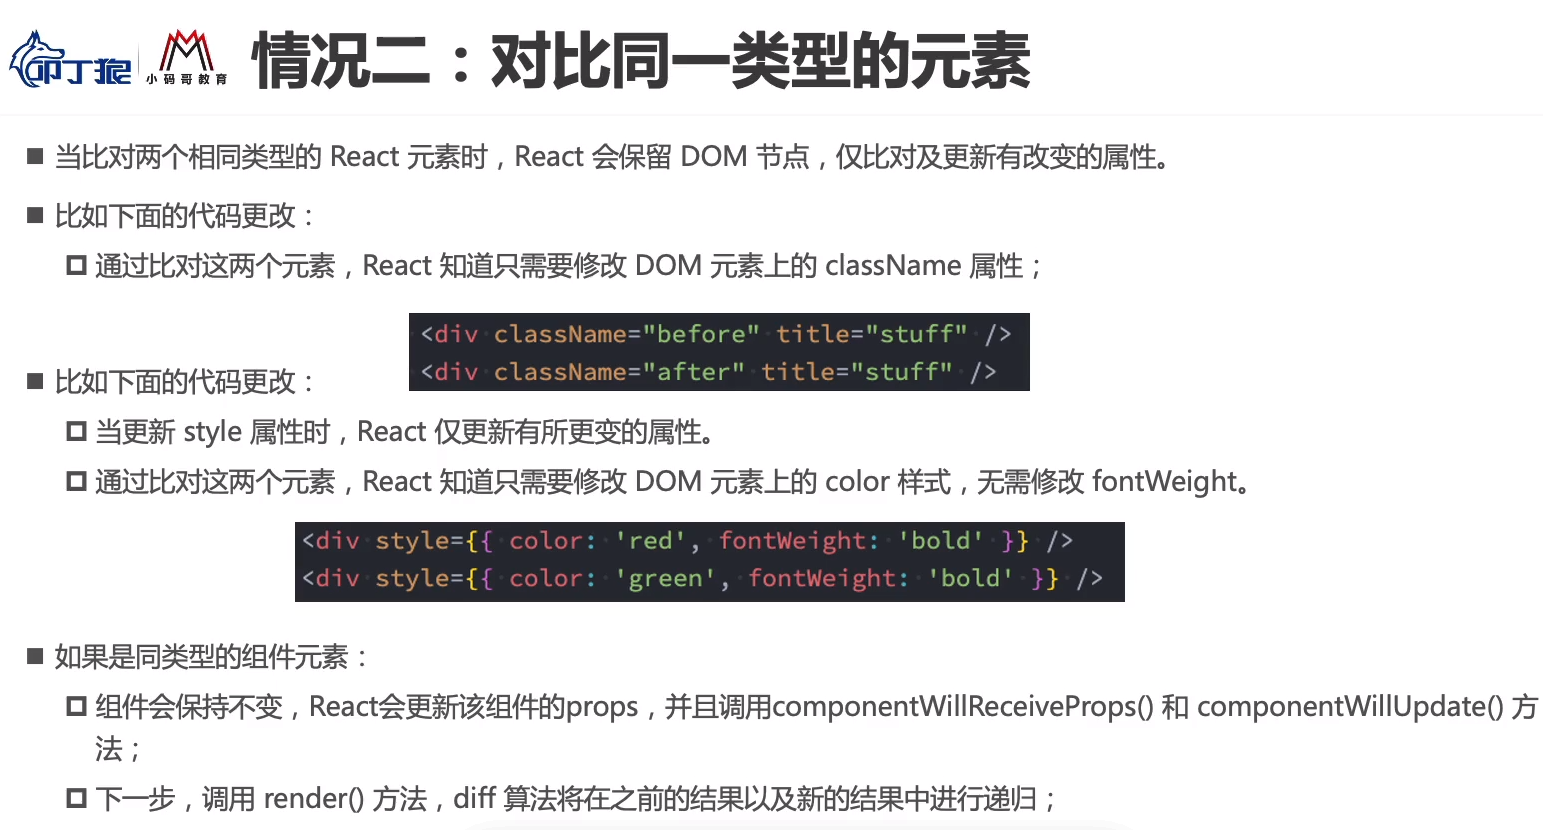 叩丁狼
小码哥教育
情况二：对比同一类型的元素
当比对两个相同类型的 React 元素时，React 会保留 DOM 节点，仅比对及更新有改变的属性。
比如下面的代码更改：
通过比对这两个元素，React 知道只需要修改 DOM 元素上的 className 属性；
<div className="before" title="stuff" />
<div className="after" title="stuff" />
比如下面的代码更改：
当更新 style 属性时，React 仅更新有所更变的属性。
通过比对这两个元素，React 知道只需要修改 DOM 元素上的 color 样式，无需修改 fontWeight。
<div style={{ color: 'red', fontWeight: 'bold' }} />
<div style={{ color: 'green', fontWeight: 'bold' }} />
如果是同类型的组件元素：
组件会保持不变，React会更新该组件的props，并且调用componentWillReceiveProps() 和 componentWillUpdate() 方
法；
下一步，调用 render() 方法，diff 算法将在之前的结果以及新的结果中进行递归；